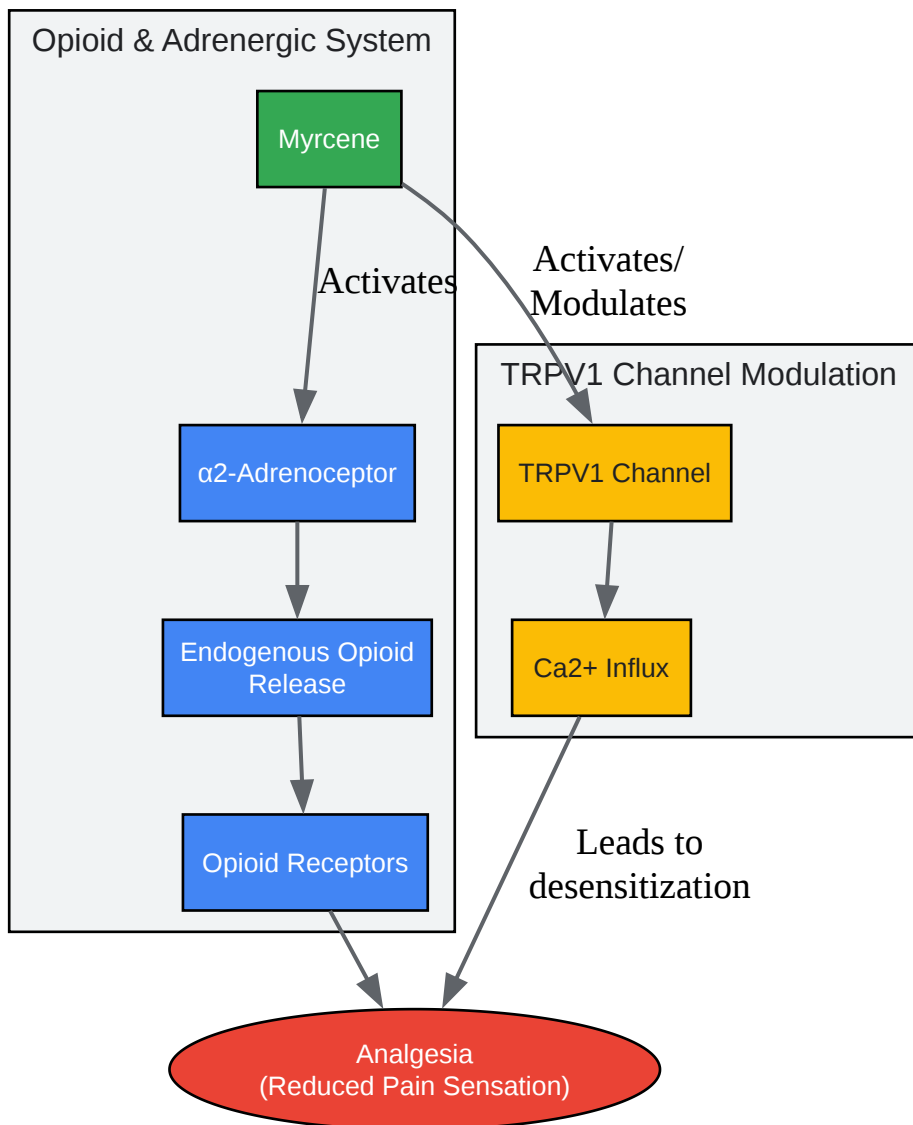 Opioid & Adrenergic System
Myrcene
Activates
Activates/
Modulates
TRPV1 Channel Modulation
α2-Adrenoceptor
TRPV1 Channel
Endogenous Opioid
Release
Ca2+ Influx
Opioid Receptors
Leads to
desensitization
Analgesia
(Reduced Pain Sensation)